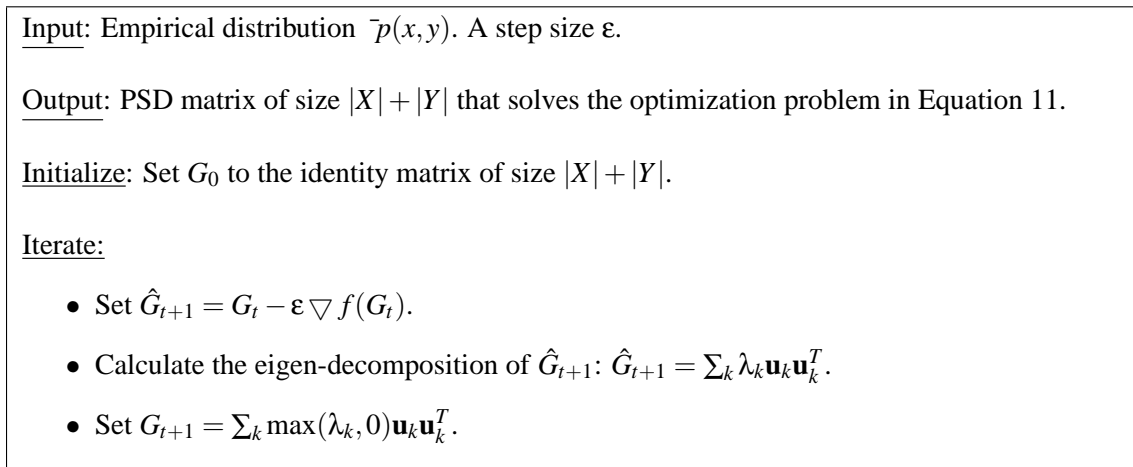 Input: Empirical distribution ¯p(x,y). A step size ε.
Output: PSD matrix of size |X|+|Y| that solves the optimization problem in Equation 11.
Initialize: Set G₀ to the identity matrix of size |X|+|Y|.
Iterate:
• Set Ĝₜ₊₁ = Gₜ − ε ▽ f(Gₜ).
• Calculate the eigen-decomposition of Ĝₜ₊₁: Ĝₜ₊₁ = ∑ₖ λₖuₖuₖᵀ.
• Set Gₜ₊₁ = ∑ₖ max(λₖ,0)uₖuₖᵀ.